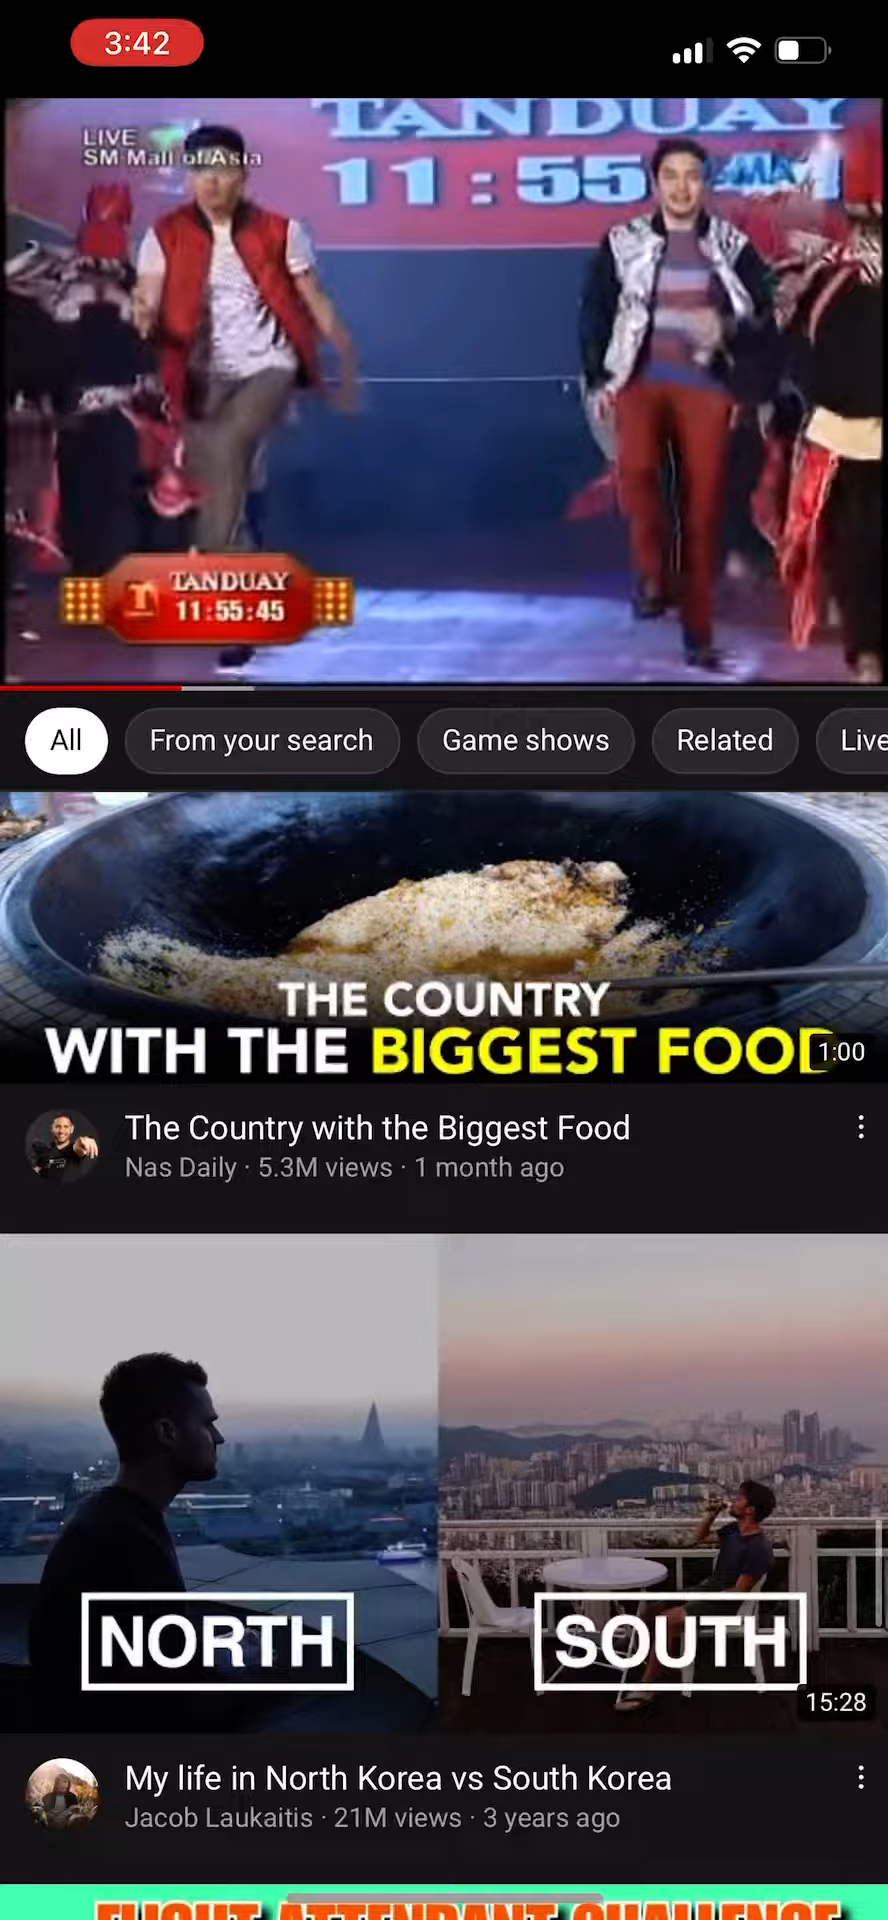 3:42
LIVE
SM Mall of Asia
TANDUAY
11:55
TANDUAY
11:55:45
All
From your search
Game shows
Related
Live
THE COUNTRY
WITH THE BIGGEST FOOD
1:00
The Country with the Biggest Food
Nas Daily · 5.3M views · 1 month ago
NORTH
SOUTH
15:28
My life in North Korea vs South Korea
Jacob Laukaitis · 21M views · 3 years ago
FLIGHT ATTENDANT CHALLENGE